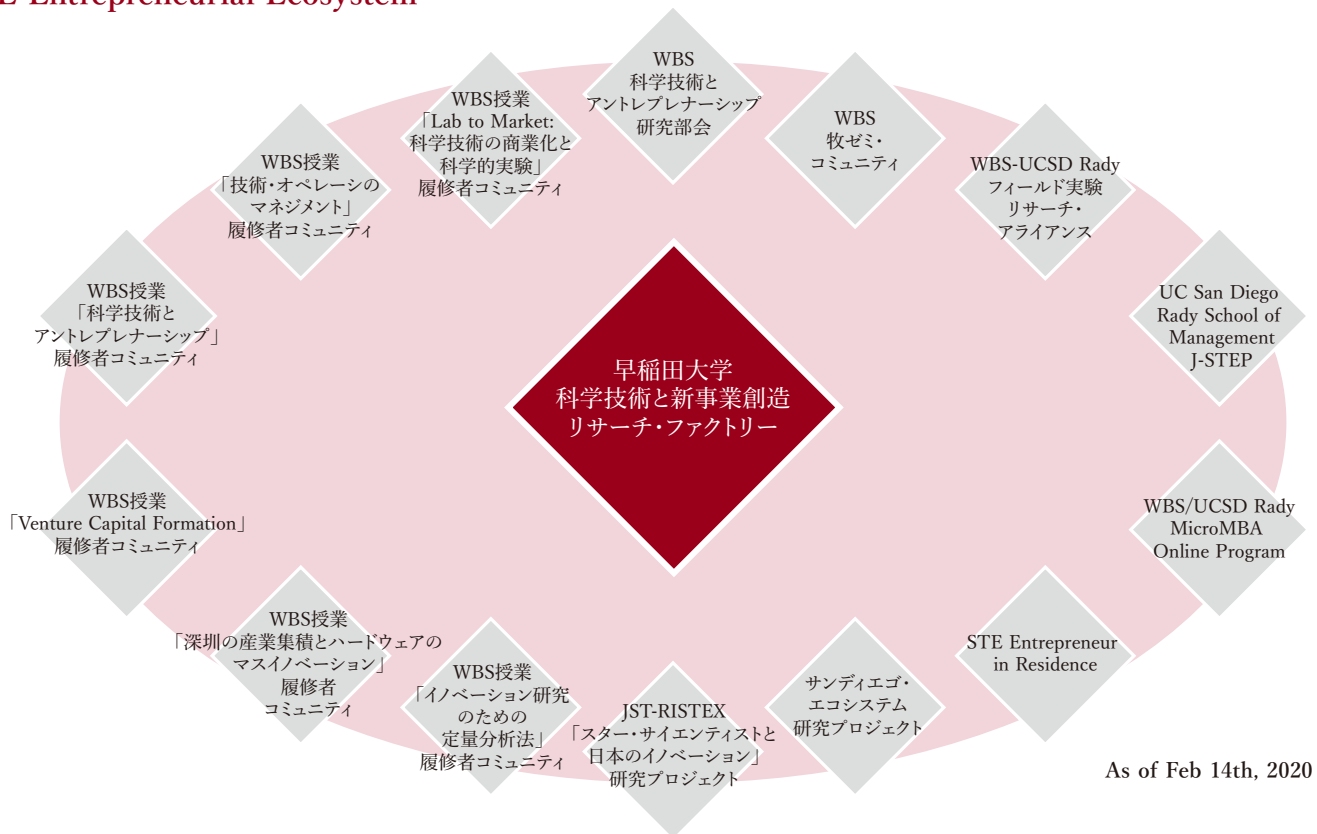 Entrepreneurial Ecosystem
WBS
科学技術と
アントレプレナーシップ
研究部会
WBS
牧ゼミ・
コミュニティ
WBS-UCSD Rady
フィールド実験
リサーチ・
アライアンス
UC San Diego
Rady School of
Management
J-STEP
WBS/UCSD Rady
MicroMBA
Online Program
STE Entrepreneur
in Residence
サンディエゴ・
エコシステム
研究プロジェクト
JST-RISTEX
「スター・サイエンティストと
日本のイノベーション」
研究プロジェクト
WBS授業
「イノベーション研究
のための
定量分析法」
履修者コミュニティ
WBS授業
「深圳の産業集積とハードウェアの
マスイノベーション」
履修者
コミュニティ
WBS授業
「Venture Capital Formation」
履修者コミュニティ
WBS授業
「科学技術と
アントレプレナーシップ」
履修者コミュニティ
WBS授業
「技術・オペレーシの
マネジメント」
履修者コミュニティ
WBS授業
「Lab to Market:
科学技術の商業化と
科学的実験」
履修者コミュニティ
早稲田大学
科学技術と新事業創造
リサーチ・ファクトリー
As of Feb 14th, 2020